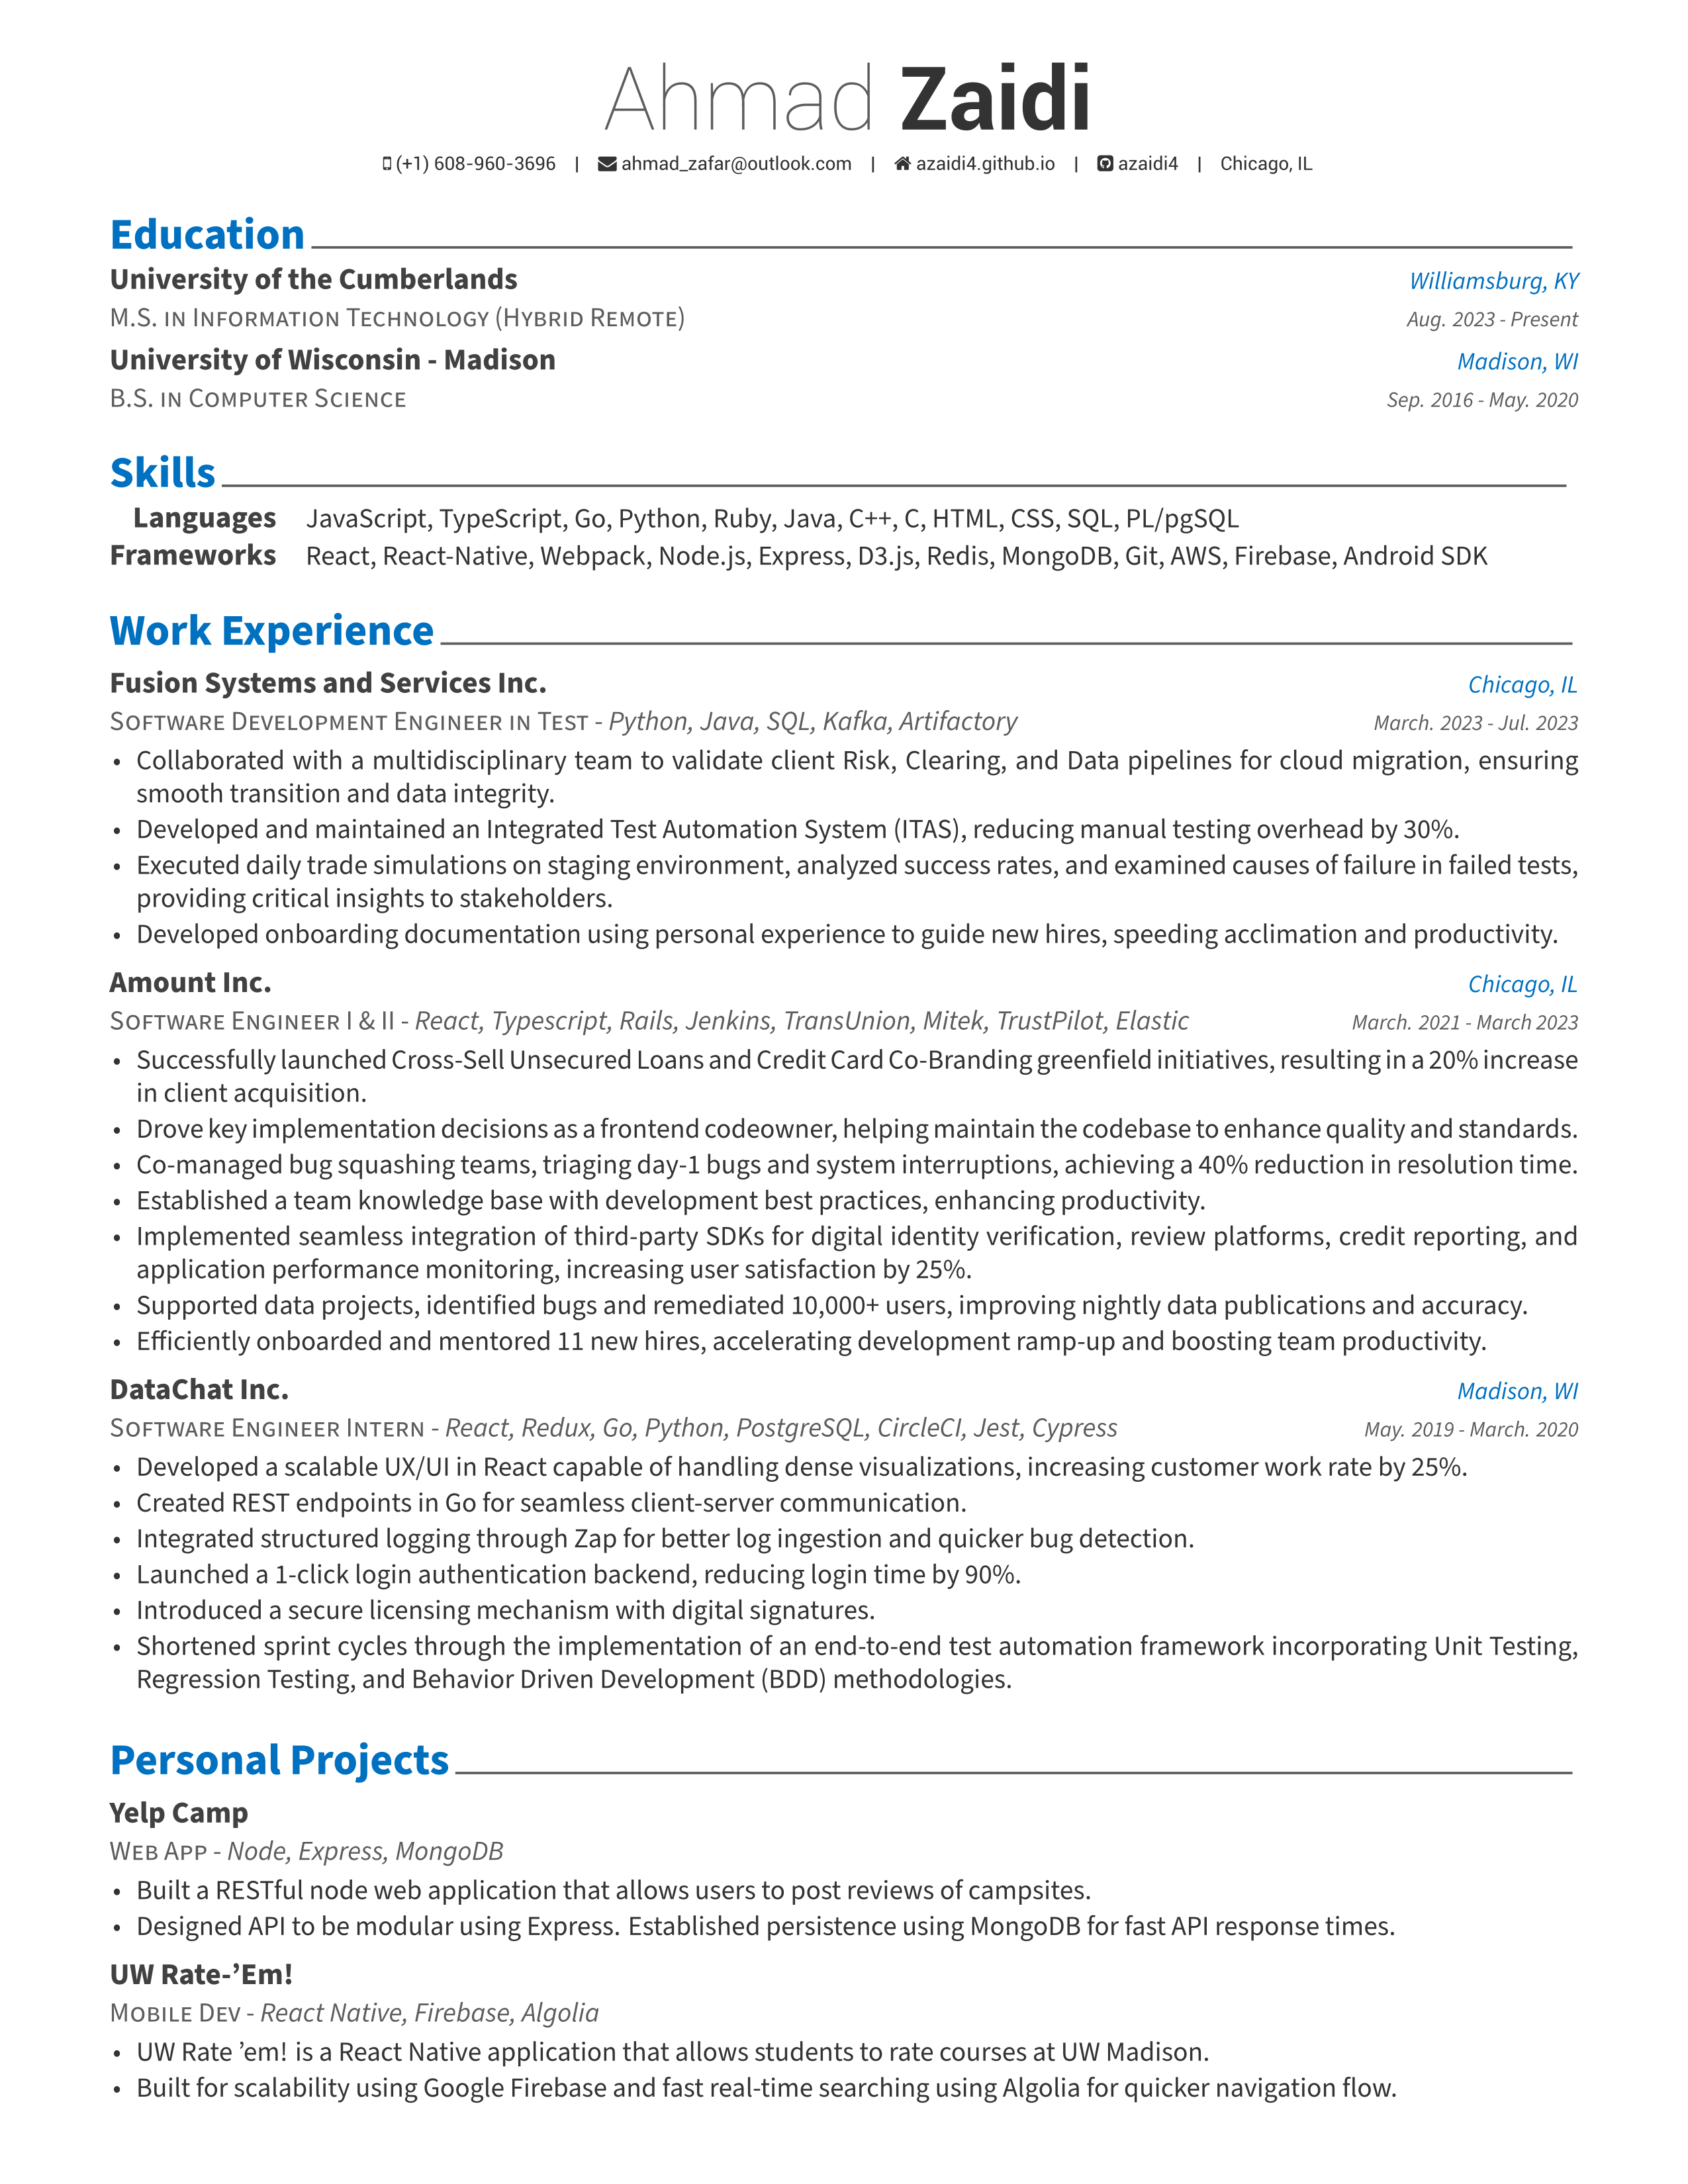 Ahmad Zaidi
(+1) 608-960-3696 | ahmad_zafar@outlook.com | azaidi4.github.io | azaidi4 | Chicago, IL
Education
University of the Cumberlands Williamsburg, KY
M.S. in Information Technology (Hybrid Remote) Aug. 2023 - Present
University of Wisconsin - Madison Madison, WI
B.S. in Computer Science Sep. 2016 - May. 2020
Skills
Languages JavaScript, TypeScript, Go, Python, Ruby, Java, C++, C, HTML, CSS, SQL, PL/pgSQL
Frameworks React, React-Native, Webpack, Node.js, Express, D3.js, Redis, MongoDB, Git, AWS, Firebase, Android SDK
Work Experience
Fusion Systems and Services Inc. Chicago, IL
Software Development Engineer in Test - Python, Java, SQL, Kafka, Artifactory March. 2023 - Jul. 2023
• Collaborated with a multidisciplinary team to validate client Risk, Clearing, and Data pipelines for cloud migration, ensuring
smooth transition and data integrity.
• Developed and maintained an Integrated Test Automation System (ITAS), reducing manual testing overhead by 30%.
• Executed daily trade simulations on staging environment, analyzed success rates, and examined causes of failure in failed tests,
providing critical insights to stakeholders.
• Developed onboarding documentation using personal experience to guide new hires, speeding acclimation and productivity.
Amount Inc. Chicago, IL
Software Engineer I & II - React, Typescript, Rails, Jenkins, TransUnion, Mitek, TrustPilot, Elastic March. 2021 - March 2023
• Successfully launched Cross-Sell Unsecured Loans and Credit Card Co-Branding greenfield initiatives, resulting in a 20% increase
in client acquisition.
• Drove key implementation decisions as a frontend codeowner, helping maintain the codebase to enhance quality and standards.
• Co-managed bug squashing teams, triaging day-1 bugs and system interruptions, achieving a 40% reduction in resolution time.
• Established a team knowledge base with development best practices, enhancing productivity.
• Implemented seamless integration of third-party SDKs for digital identity verification, review platforms, credit reporting, and
application performance monitoring, increasing user satisfaction by 25%.
• Supported data projects, identified bugs and remediated 10,000+ users, improving nightly data publications and accuracy.
• Efficiently onboarded and mentored 11 new hires, accelerating development ramp-up and boosting team productivity.
DataChat Inc. Madison, WI
Software Engineer Intern - React, Redux, Go, Python, PostgreSQL, CircleCI, Jest, Cypress May. 2019 - March. 2020
• Developed a scalable UX/UI in React capable of handling dense visualizations, increasing customer work rate by 25%.
• Created REST endpoints in Go for seamless client-server communication.
• Integrated structured logging through Zap for better log ingestion and quicker bug detection.
• Launched a 1-click login authentication backend, reducing login time by 90%.
• Introduced a secure licensing mechanism with digital signatures.
• Shortened sprint cycles through the implementation of an end-to-end test automation framework incorporating Unit Testing,
Regression Testing, and Behavior Driven Development (BDD) methodologies.
Personal Projects
Yelp Camp
Web App - Node, Express, MongoDB
• Built a RESTful node web application that allows users to post reviews of campsites.
• Designed API to be modular using Express. Established persistence using MongoDB for fast API response times.
UW Rate-’Em!
Mobile Dev - React Native, Firebase, Algolia
• UW Rate ’em! is a React Native application that allows students to rate courses at UW Madison.
• Built for scalability using Google Firebase and fast real-time searching using Algolia for quicker navigation flow.